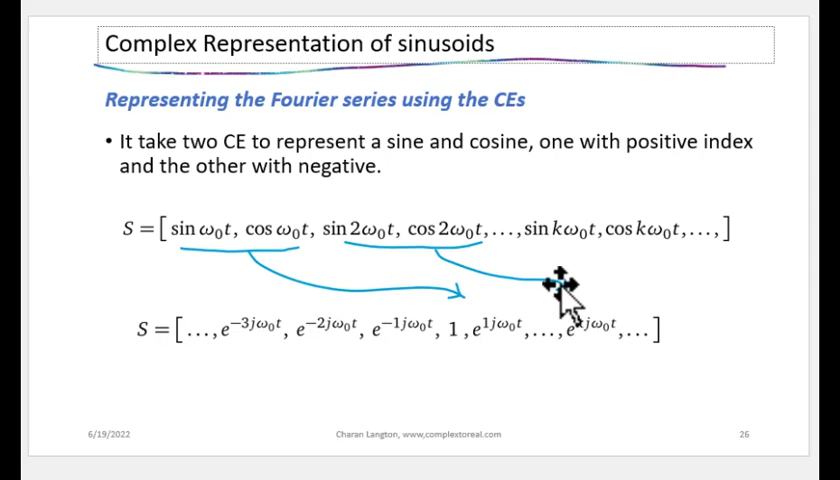 Complex Representation of sinusoids
Representing the Fourier series using the CEs
• It take two CE to represent a sine and cosine, one with positive index
and the other with negative.
S = [ sin ω₀t, cos ω₀t, sin 2ω₀t, cos 2ω₀t, . . . , sin kω₀t, cos kω₀t, . . . , ]
S = [ . . . , e^{−3jω₀t}, e^{−2jω₀t}, e^{−1jω₀t}, 1 , e^{1jω₀t}, . . . , e^{kjω₀t}, . . . ]
6/19/2022 Charan Langton, www,complextoreal.com 26